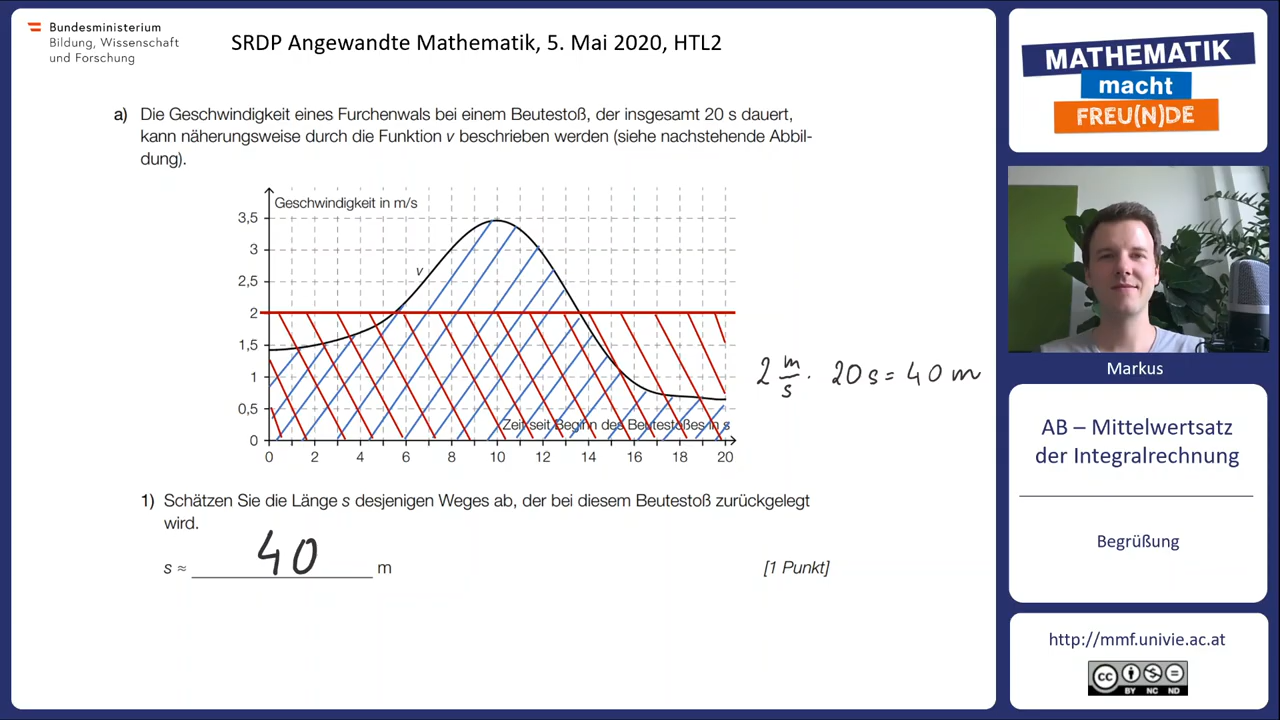 Bundesministerium
Bildung, Wissenschaft
und Forschung
SRDP Angewandte Mathematik, 5. Mai 2020, HTL2
a) Die Geschwindigkeit eines Furchenwals bei einem Beutestoß, der insgesamt 20 s dauert,
kann näherungsweise durch die Funktion v beschrieben werden (siehe nachstehende Abbil-
dung).
Geschwindigkeit in m/s
3,5
3
2,5
2
1,5
1
0,5
0
v
Zeit seit Beginn des Beutestoßes in s
0 2 4 6 8 10 12 14 16 18 20
2 m/s · 20 s = 40 m
1) Schätzen Sie die Länge s desjenigen Weges ab, der bei diesem Beutestoß zurückgelegt
wird.
s ≈ 40 m
[1 Punkt]
MATHEMATIK
macht
FREU(N)DE
Markus
AB – Mittelwertsatz
der Integralrechnung
Begrüßung
http://mmf.univie.ac.at
cc
BY NC ND